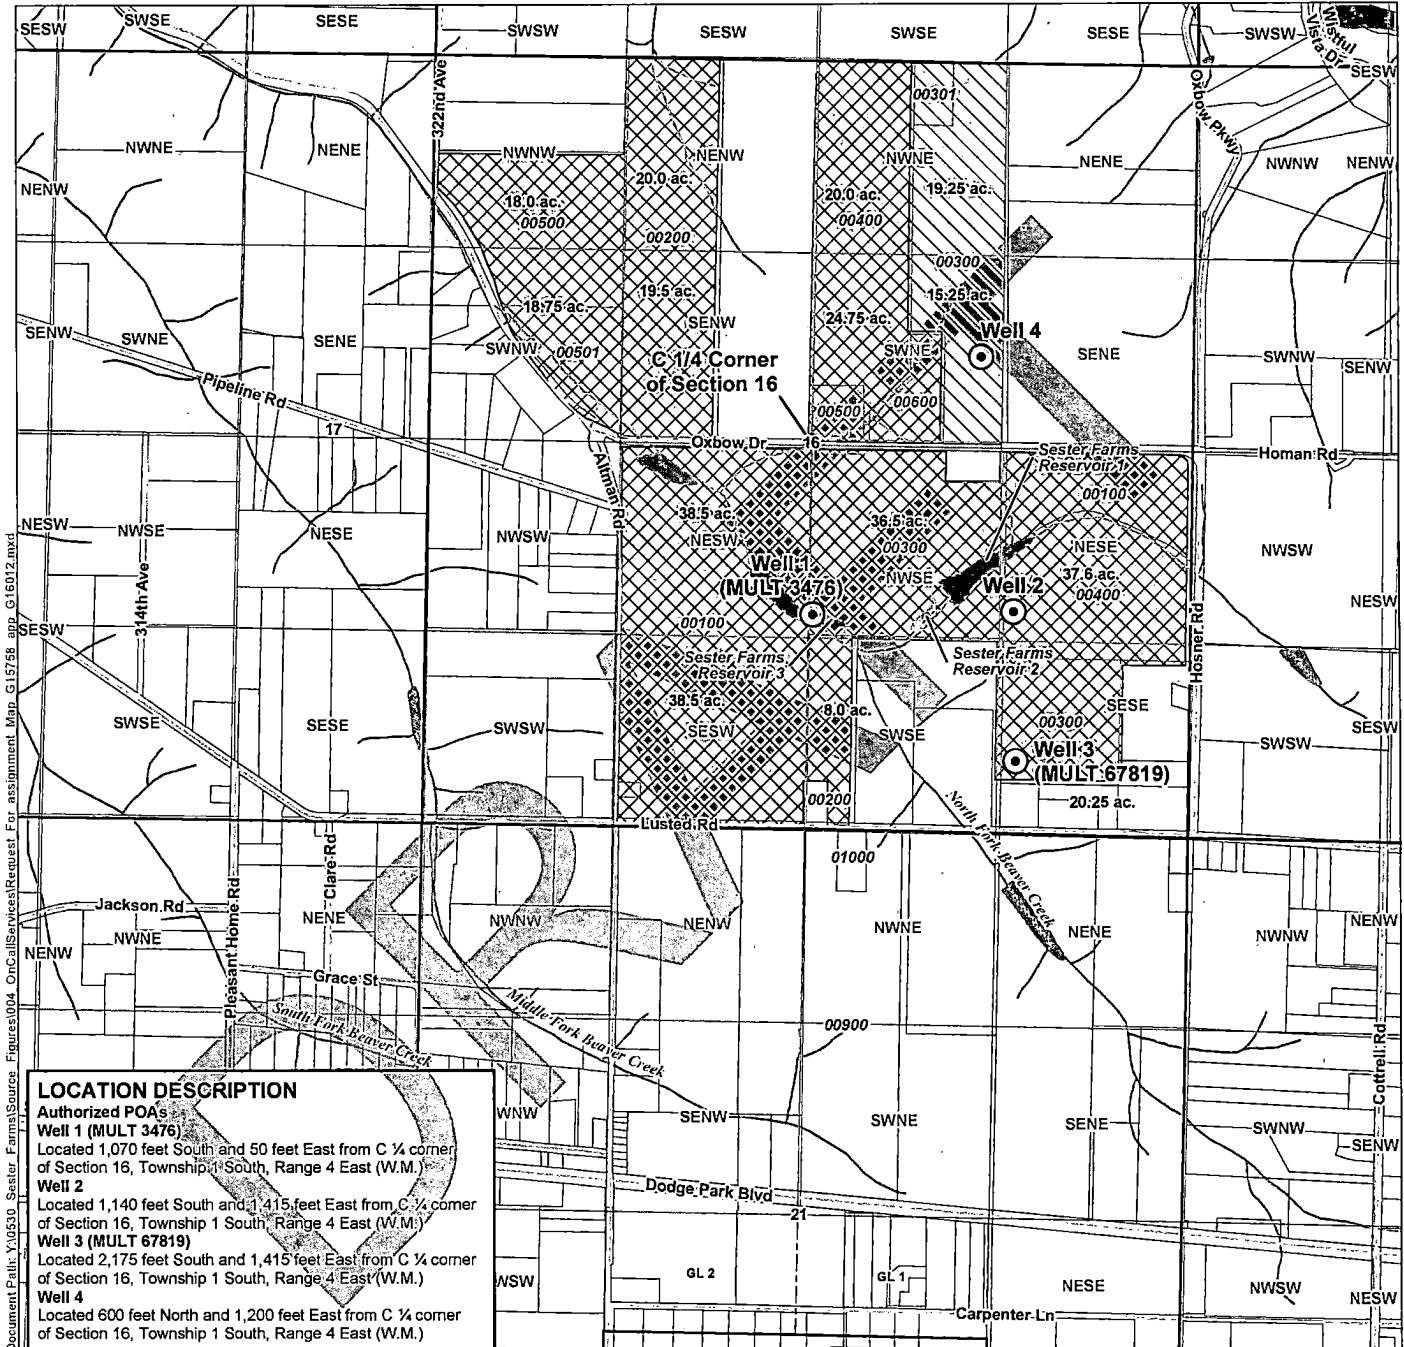 SESW
SWSE
SESE
SWSW
SESW
SWSE
SESE
SWSW
Wistful
Vista Dr
SESW
322nd Ave
Oxbow Pkwy
00301
NWNE
NENE
NWNW
NENW
NWNE
NENE
NWNW
NENW
NENW
18.0 ac.
00500
20.0 ac.
20.0 ac.
00400
19.25 ac.
00200
00300
18.75 ac.
19.5 ac.
24.75 ac.
15.25 ac.
SENW
Well 4
SENW
SWNE
SENE
SWNW
00501
SWNE
SENE
SWNW
SENW
C 1/4 Corner
of Section 16
Pipeline Rd
00500
00600
17
Oxbow Dr
16
Homan Rd
Altman Rd
Sester Farms
Reservoir 1
00100
NESW
NWSE
NESE
NWSW
38.5 ac.
NESW
36.5 ac.
00300
NWSE
NESE
NWSW
37.6 ac.
00400
Well 1
(MULT 3476)
Well 2
314th Ave
NESW
SESW
00100
Hosner Rd
Sester Farms
Reservoir 3
Sester Farms
Reservoir 2
38.5 ac.
8.0 ac.
SWSE
SESE
SWSW
SESW
SWSE
00300
SESE
SWSW
SESW
Well 3
(MULT 67819)
00200
20.25 ac.
Lusted Rd
North Fork Beaver Creek
01000
Clare Rd
Jackson Rd
Pleasant Home Rd
NWNE
NENE
NWNW
NENW
NWNE
NENE
NWNW
NENW
NENW
Grace St
South Fork Beaver Creek
Middle Fork Beaver Creek
00900
Cottrell Rd
WNW
SENW
SWNE
SENE
SWNW
SENW
Dodge Park Blvd
21
WSW
GL 2
GL 1
NESE
NWSW
NESW
Carpenter Ln
LOCATION DESCRIPTION
Authorized POAs
Well 1 (MULT 3476)
Located 1,070 feet South and 50 feet East from C ¼ corner
of Section 16, Township 1 South, Range 4 East (W.M.)
Well 2
Located 1,140 feet South and 1,415 feet East from C ¼ corner
of Section 16, Township 1 South, Range 4 East (W.M.)
Well 3 (MULT 67819)
Located 2,175 feet South and 1,415 feet East from C ¼ corner
of Section 16, Township 1 South, Range 4 East (W.M.)
Well 4
Located 600 feet North and 1,200 feet East from C ¼ corner
of Section 16, Township 1 South, Range 4 East (W.M.)
Document Path: Y:\0530_Sester_Farms\Source_Figures\004_OnCallServices\Request_For_assignment_Map_G15758_app_G16012.mxd